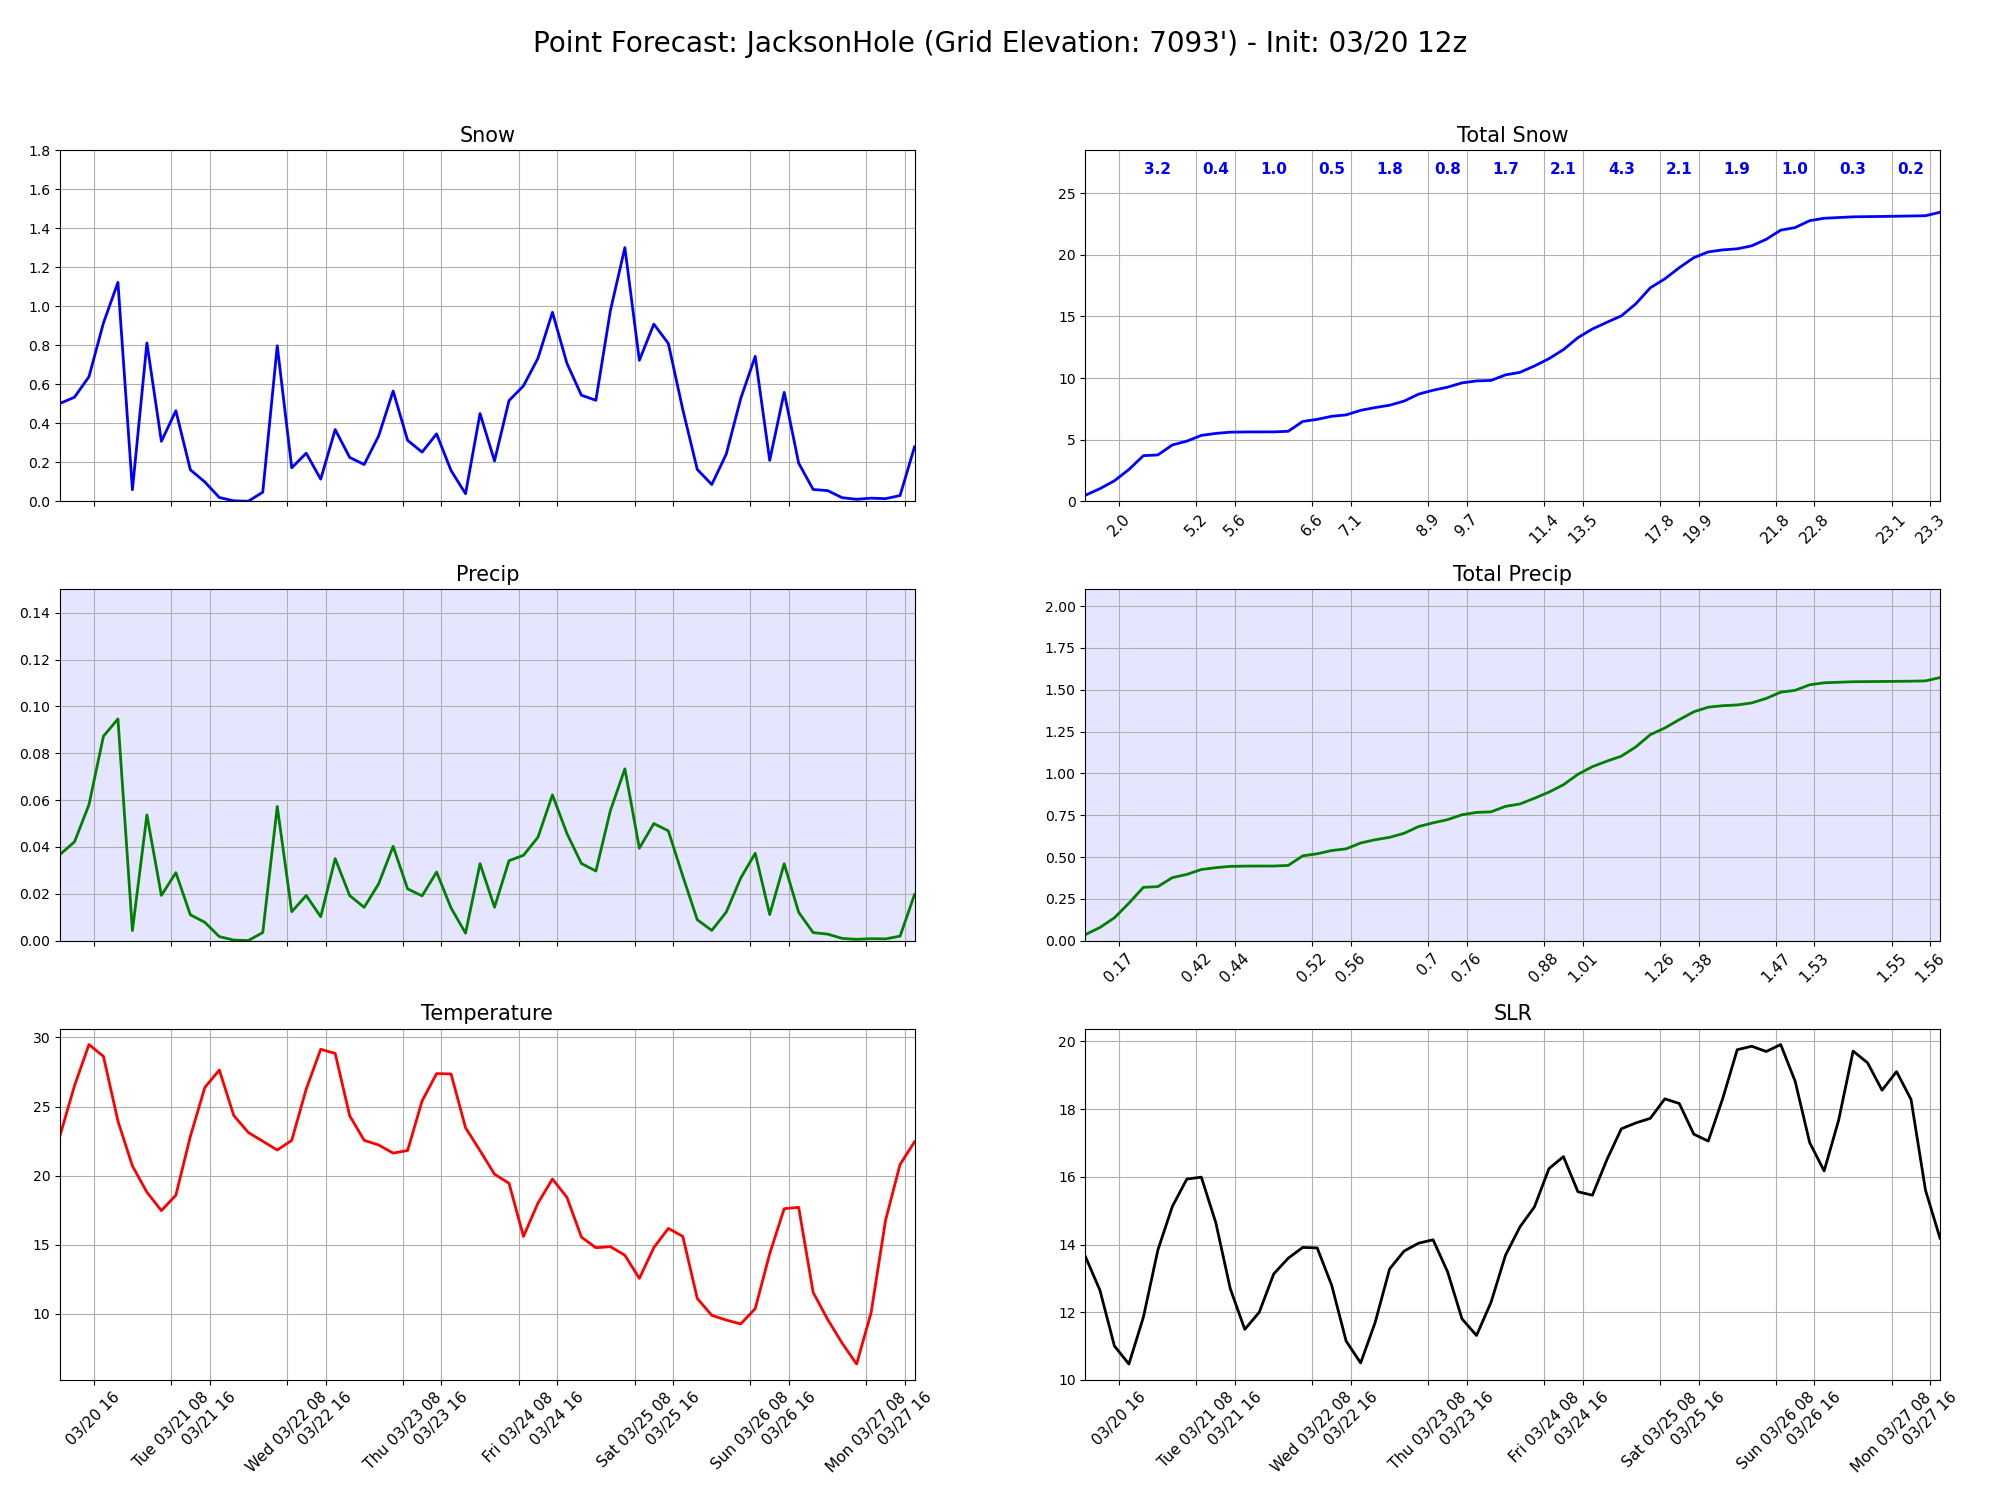 Point Forecast: JacksonHole (Grid Elevation: 7093') - Init: 03/20 12z
Snow
1.8
1.6
1.4
1.2
1.0
0.8
0.6
0.4
0.2
0.0
Total Snow
3.2 0.4 1.0 0.5 1.8 0.8 1.7 2.1 4.3 2.1 1.9 1.0 0.3 0.2
25
20
15
10
5
0
2.0 5.2 5.6 6.6 7.1 8.9 9.7 11.4 13.5 17.8 19.9 21.8 22.8 23.1 23.3
Precip
0.14
0.12
0.10
0.08
0.06
0.04
0.02
0.00
Total Precip
2.00
1.75
1.50
1.25
1.00
0.75
0.50
0.25
0.00
0.17 0.42 0.44 0.52 0.56 0.7 0.76 0.88 1.01 1.26 1.38 1.47 1.53 1.55 1.56
Temperature
30
25
20
15
10
03/20 16
Tue 03/21 08
03/21 16
Wed 03/22 08
03/22 16
Thu 03/23 08
03/23 16
Fri 03/24 08
03/24 16
Sat 03/25 08
03/25 16
Sun 03/26 08
03/26 16
Mon 03/27 08
03/27 16
SLR
20
18
16
14
12
10
03/20 16
Tue 03/21 08
03/21 16
Wed 03/22 08
03/22 16
Thu 03/23 08
03/23 16
Fri 03/24 08
03/24 16
Sat 03/25 08
03/25 16
Sun 03/26 08
03/26 16
Mon 03/27 08
03/27 16